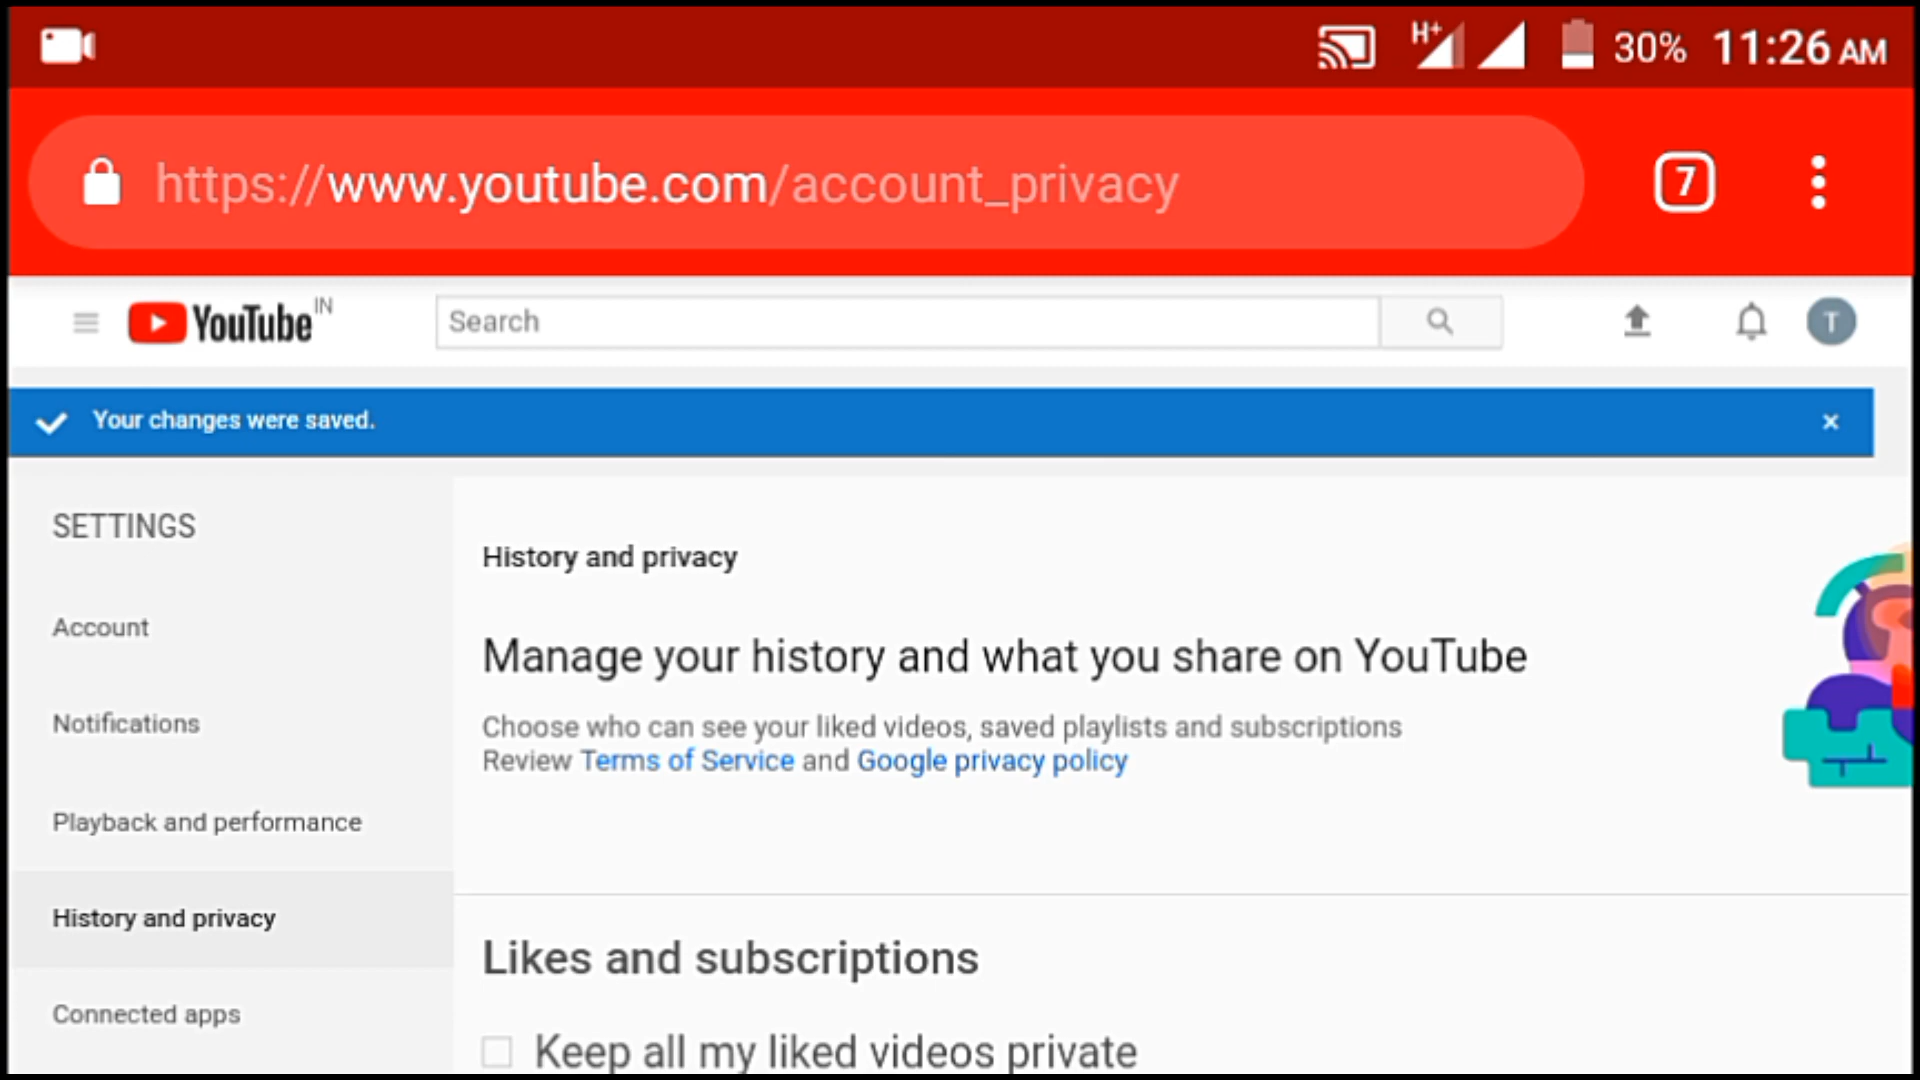 H+ 30% 11:26 AM
https://www.youtube.com/account_privacy 7
YouTube IN Search T
Your changes were saved. ×
SETTINGS
Account
Notifications
Playback and performance
History and privacy
Connected apps
History and privacy
Manage your history and what you share on YouTube
Choose who can see your liked videos, saved playlists and subscriptions
Review Terms of Service and Google privacy policy
Likes and subscriptions
Keep all my liked videos private